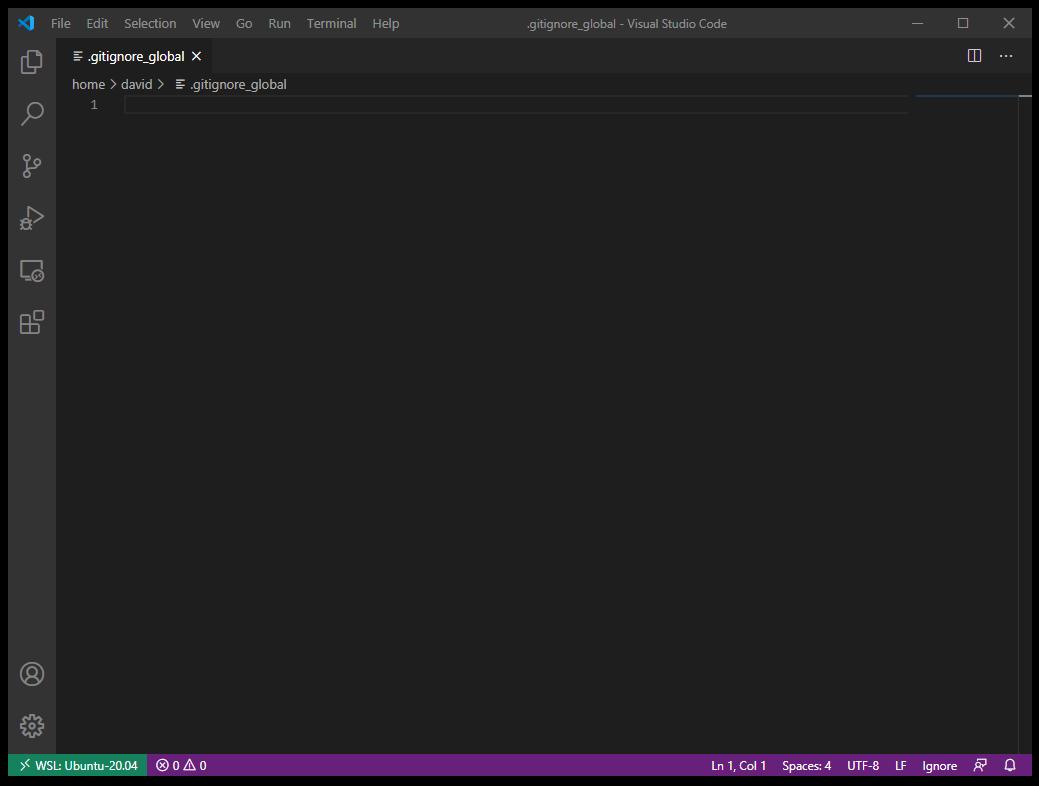 File Edit Selection View Go Run Terminal Help .gitignore_global - Visual Studio Code
.gitignore_global
home david .gitignore_global
1
WSL: Ubuntu-20.04 0 0 Ln 1, Col 1 Spaces: 4 UTF-8 LF Ignore